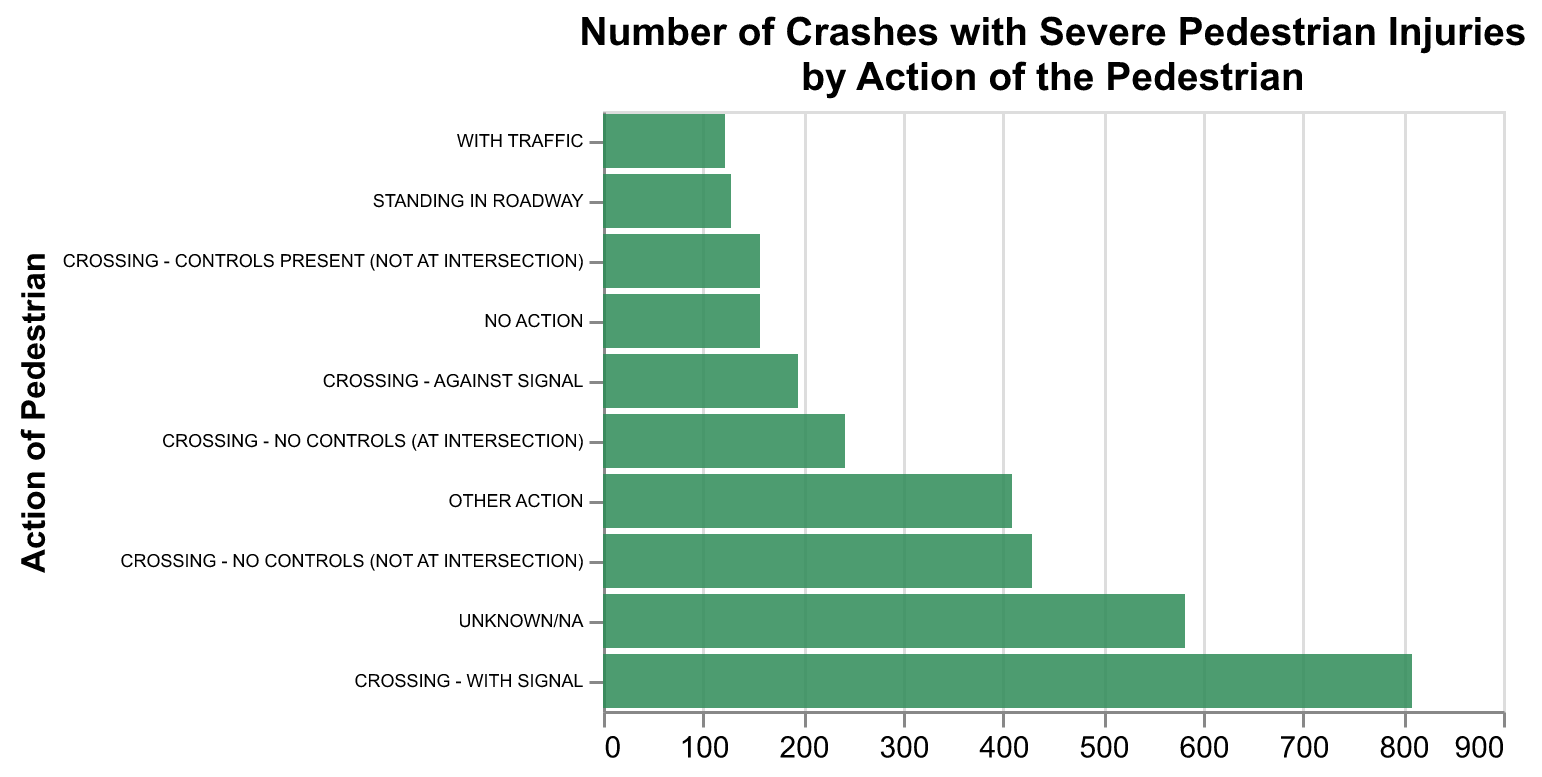 Number of Crashes with Severe Pedestrian Injuries
by Action of the Pedestrian
Action of Pedestrian
WITH TRAFFIC
STANDING IN ROADWAY
CROSSING - CONTROLS PRESENT (NOT AT INTERSECTION)
NO ACTION
CROSSING - AGAINST SIGNAL
CROSSING - NO CONTROLS (AT INTERSECTION)
OTHER ACTION
CROSSING - NO CONTROLS (NOT AT INTERSECTION)
UNKNOWN/NA
CROSSING - WITH SIGNAL
0 100 200 300 400 500 600 700 800 900